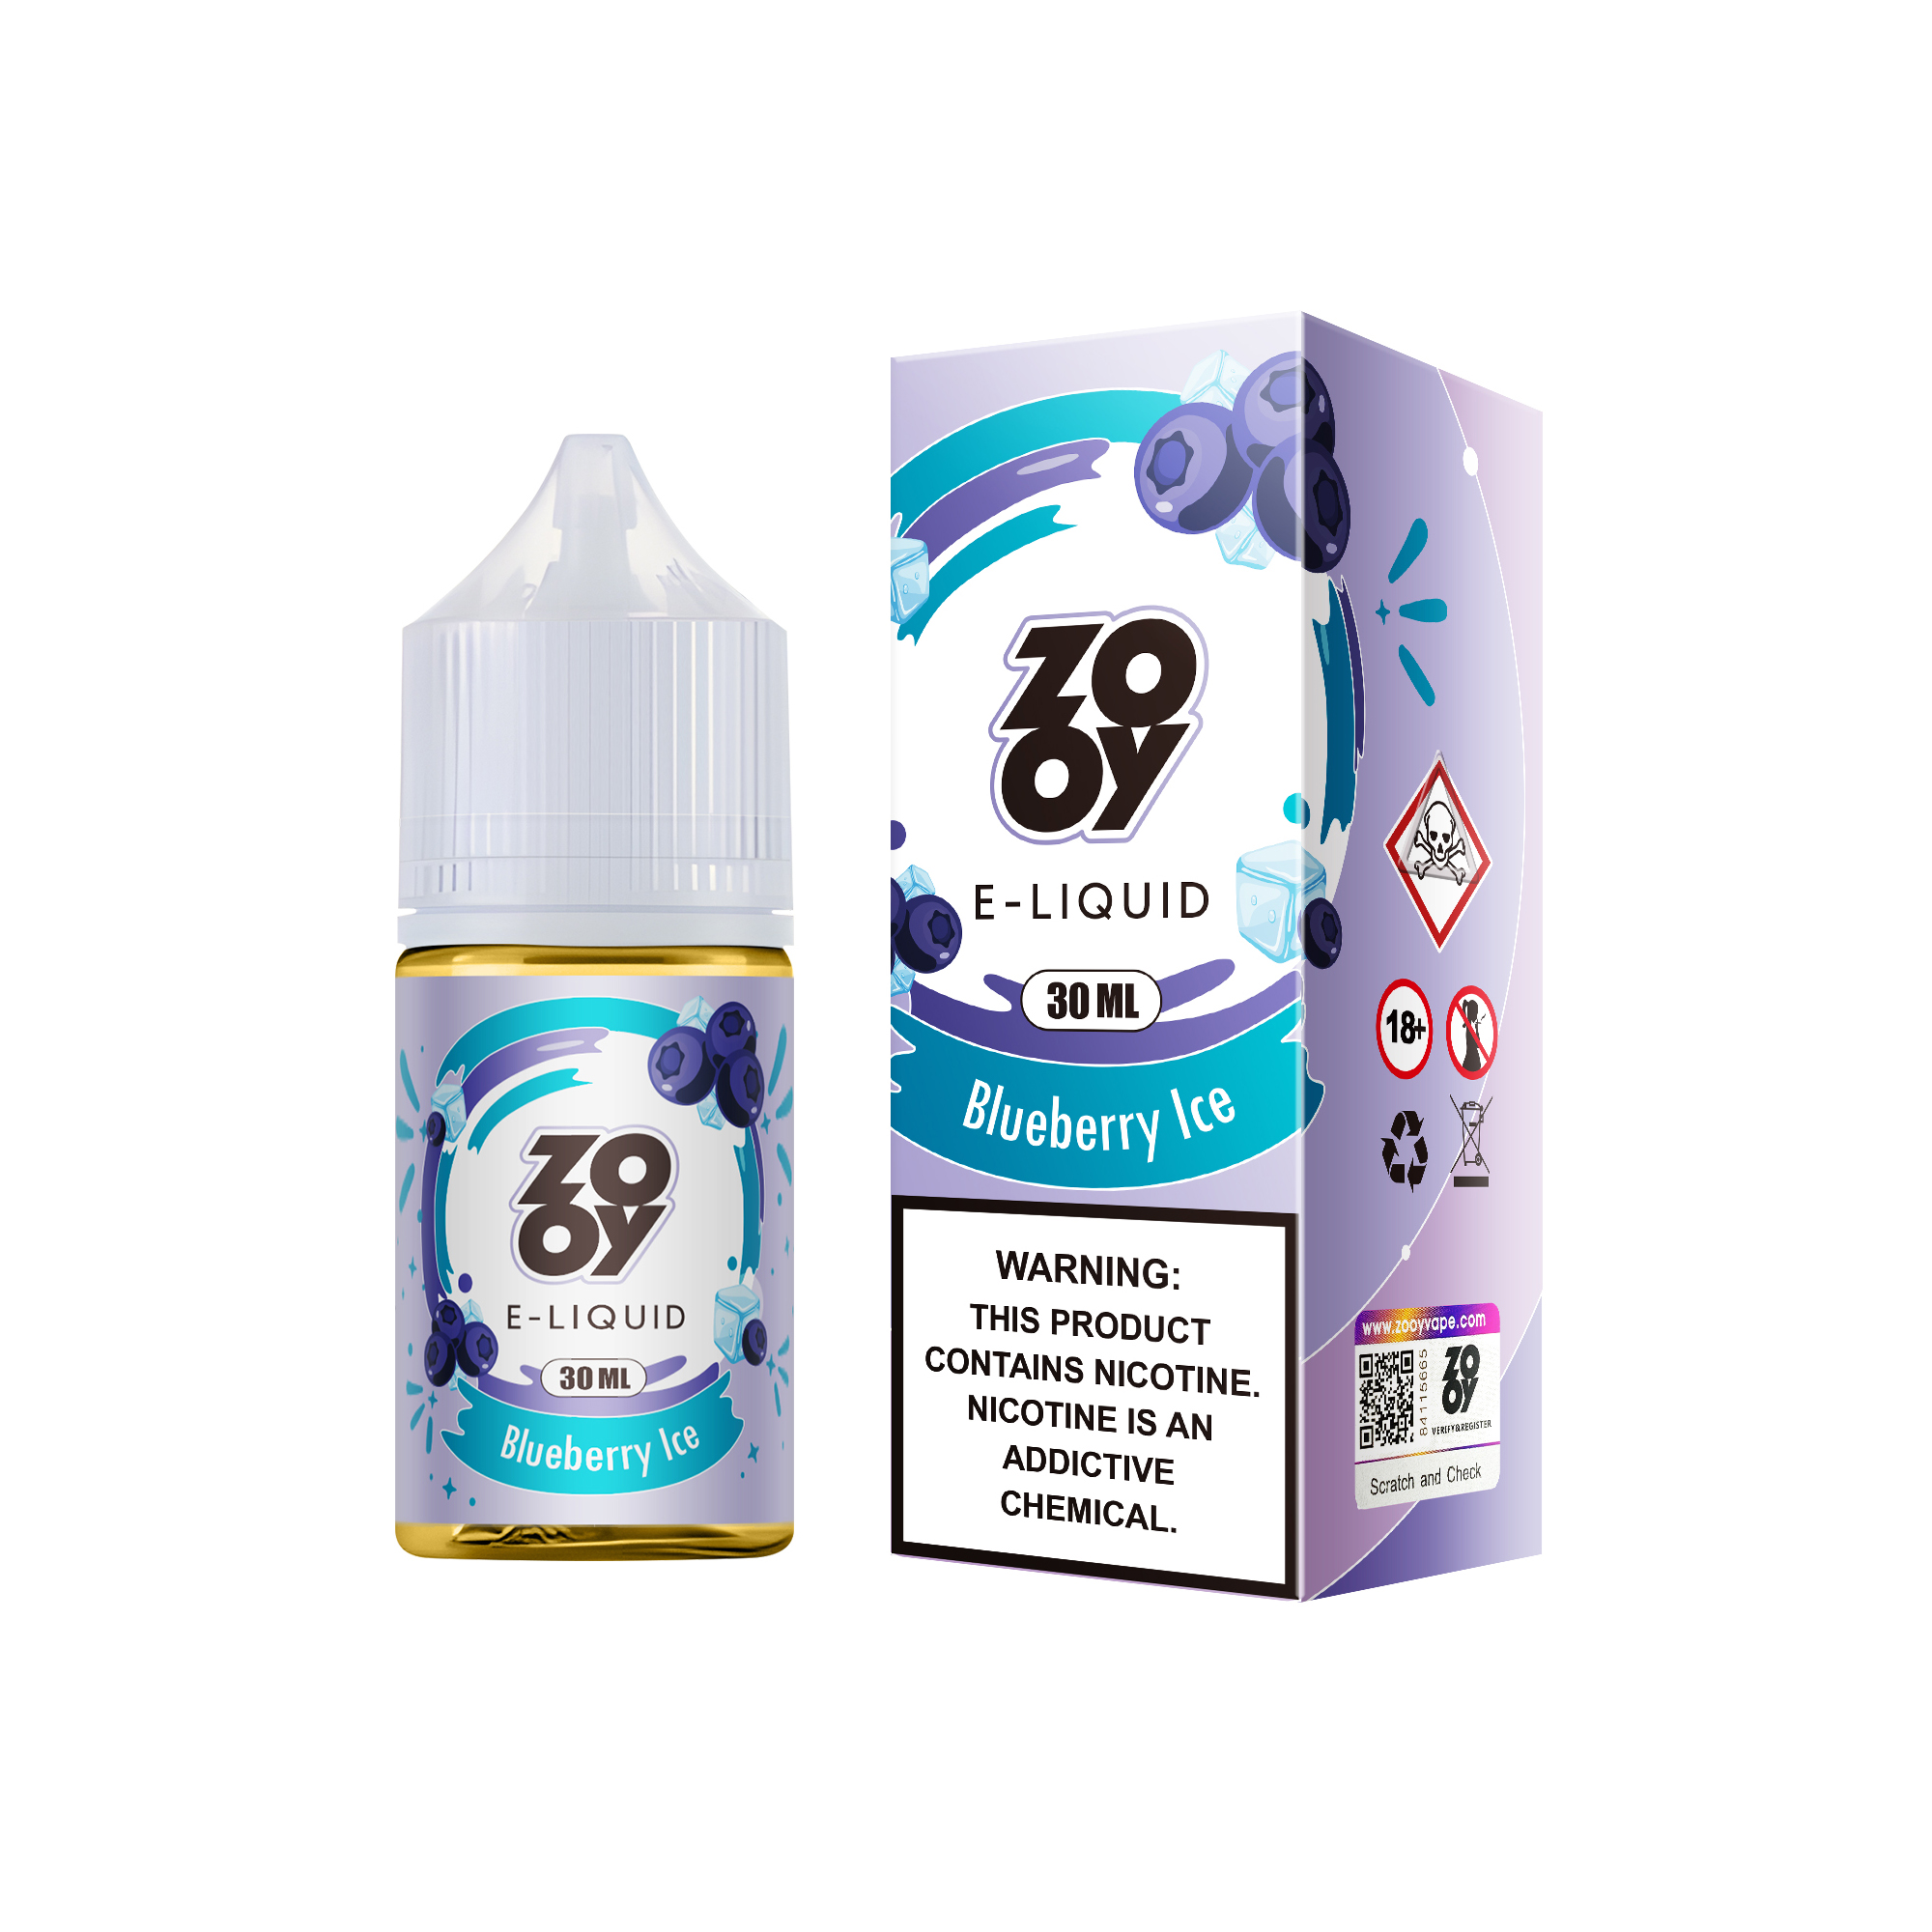 ZO
OY
E-LIQUID
30 ML
Blueberry Ice
ZO
OY
E-LIQUID
30 ML
Blueberry Ice
WARNING:
THIS PRODUCT
CONTAINS NICOTINE.
NICOTINE IS AN
ADDICTIVE
CHEMICAL.
18+
www.zooyvape.com
84115665
ZO
OY
VERIFY&REGISTER
Scratch and Check